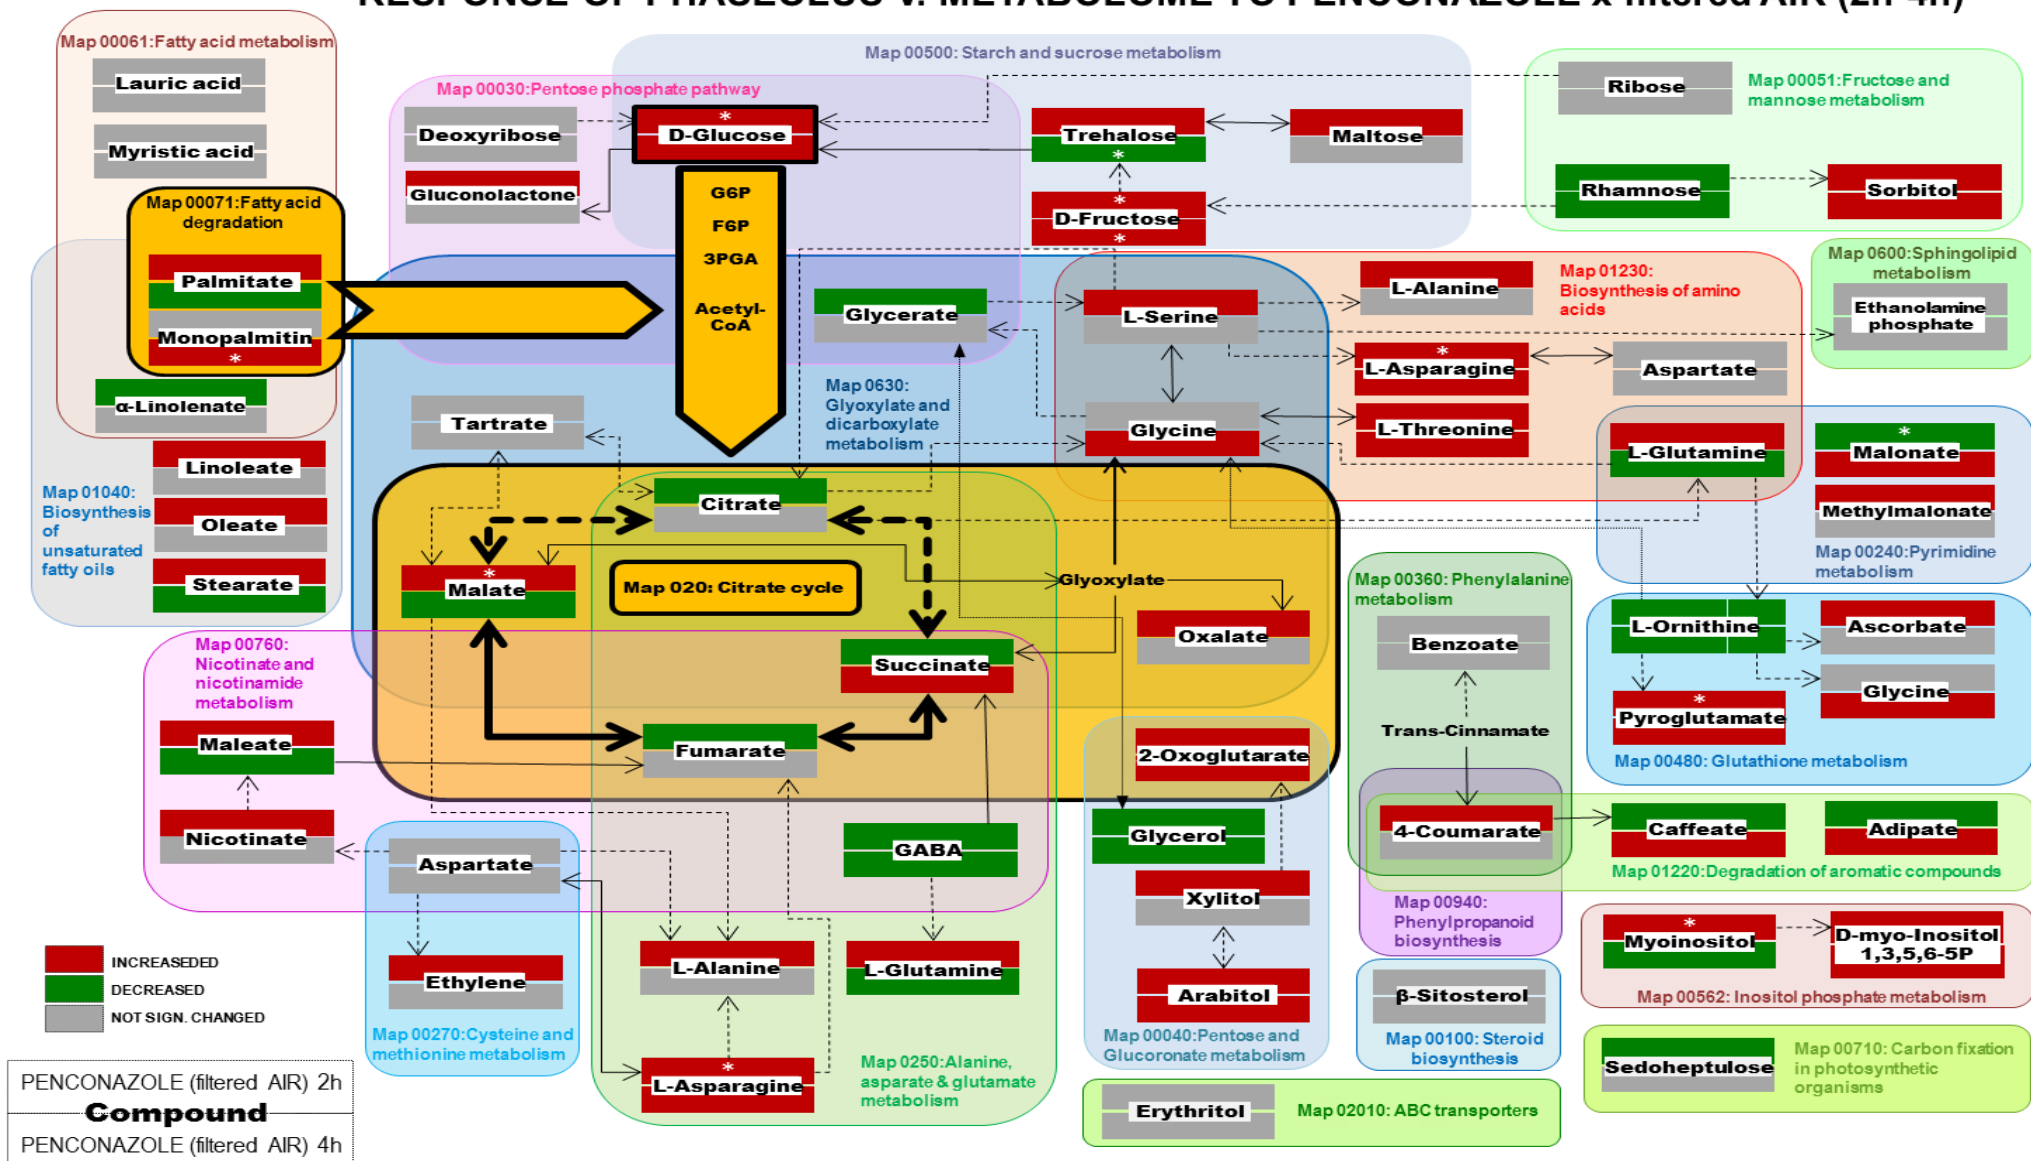 RESPONSE OF PHASEOLUS v. METABOLOME TO PENCONAZOLE x filtered AIR (2h-4h)
Map 00061:Fatty acid metabolism
Lauric acid
Myristic acid
Map 00071:Fatty acid
degradation
Palmitate
Monopalmitin
*
α-Linolenate
Linoleate
Oleate
Stearate
Map 01040:
Biosynthesis
of
unsaturated
fatty oils
Map 00500: Starch and sucrose metabolism
Map 00030:Pentose phosphate pathway
Deoxyribose
*
D-Glucose
Gluconolactone
Trehalose
*
Maltose
*
D-Fructose
*
G6P
F6P
3PGA
Acetyl-
CoA
Ribose
Map 00051:Fructose and
mannose metabolism
Rhamnose
Sorbitol
Map 0600:Sphingolipid
metabolism
Ethanolamine
phosphate
Map 01230:
Biosynthesis of amino
acids
Glycerate
L-Serine
L-Alanine
*
L-Asparagine
Aspartate
Glycine
L-Threonine
Map 0630:
Glyoxylate and
dicarboxylate
metabolism
Tartrate
L-Glutamine
*
Malonate
Methylmalonate
Map 00240:Pyrimidine
metabolism
Citrate
*
Malate
Map 020: Citrate cycle
Glyoxylate
Oxalate
Succinate
Fumarate
2-Oxoglutarate
Map 00760:
Nicotinate and
nicotinamide
metabolism
Maleate
Nicotinate
Map 00360: Phenylalanine
metabolism
Benzoate
Trans-Cinnamate
4-Coumarate
L-Ornithine
Ascorbate
Glycine
*
Pyroglutamate
Map 00480: Glutathione metabolism
Caffeate
Adipate
Map 01220:Degradation of aromatic compounds
Map 00940:
Phenylpropanoid
biosynthesis
Aspartate
Ethylene
Map 00270:Cysteine and
methionine metabolism
GABA
L-Alanine
L-Glutamine
*
L-Asparagine
Map 0250:Alanine,
asparate & glutamate
metabolism
Glycerol
Xylitol
Arabitol
Map 00040:Pentose and
Glucoronate metabolism
β-Sitosterol
Map 00100: Steroid
biosynthesis
*
Myoinositol
D-myo-Inositol
1,3,5,6-5P
Map 00562: Inositol phosphate metabolism
Sedoheptulose
Map 00710: Carbon fixation
in photosynthetic
organisms
Erythritol
Map 02010: ABC transporters
INCREASEDED
DECREASED
NOT SIGN. CHANGED
PENCONAZOLE (filtered AIR) 2h
Compound
PENCONAZOLE (filtered AIR) 4h